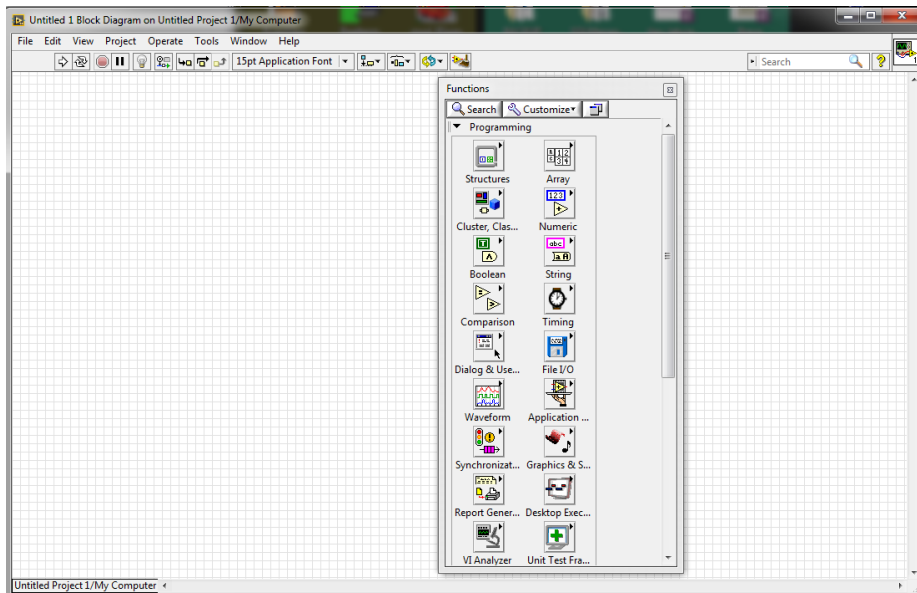 Untitled 1 Block Diagram on Untitled Project 1/My Computer
File Edit View Project Operate Tools Window Help
15pt Application Font
Search
Functions
Search Customize
Programming
Structures Array
Cluster, Clas... Numeric
Boolean String
Comparison Timing
Dialog & Use... File I/O
Waveform Application ...
Synchronizat... Graphics & S...
Report Gener... Desktop Exec...
VI Analyzer Unit Test Fra...
Untitled Project 1/My Computer